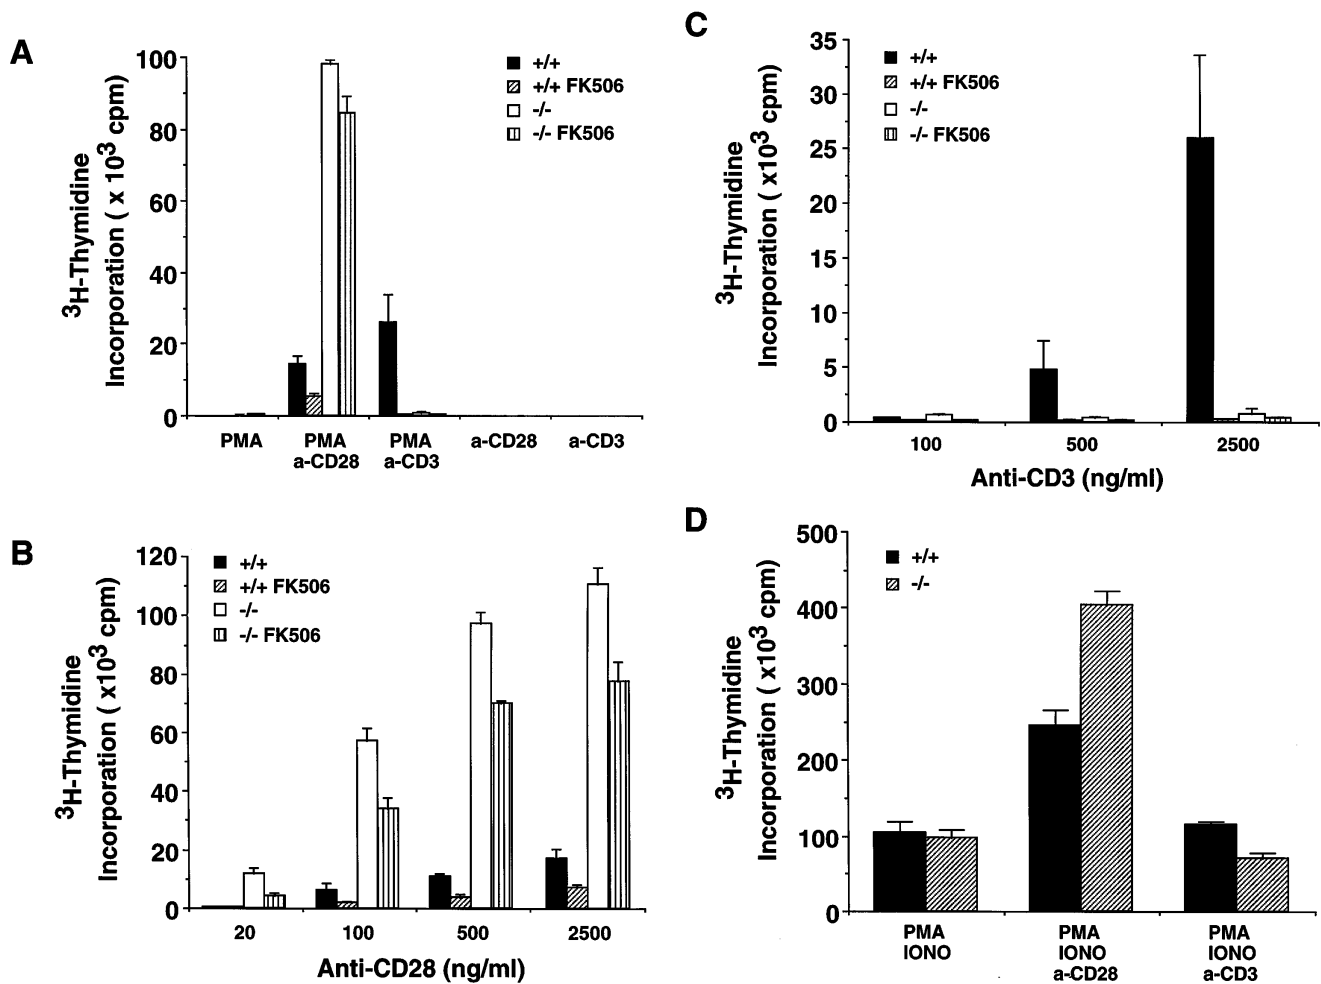 A
³H-Thymidine
Incorporation ( x 10³ cpm)
100
80
60
40
20
0
+/+
+/+ FK506
-/-
-/- FK506
PMA
PMA
a-CD28
PMA
a-CD3
a-CD28
a-CD3
B
³H-Thymidine
Incorporation ( x10³ cpm)
120
100
80
60
40
20
0
+/+
+/+ FK506
-/-
-/- FK506
20
100
500
2500
Anti-CD28 (ng/ml)
C
³H-Thymidine
Incorporation ( x10³ cpm)
35
30
25
20
15
10
5
0
+/+
+/+ FK506
-/-
-/- FK506
100
500
2500
Anti-CD3 (ng/ml)
D
³H-Thymidine
Incorporation ( x10³ cpm)
500
400
300
200
100
0
+/+
-/-
PMA
IONO
PMA
IONO
a-CD28
PMA
IONO
a-CD3